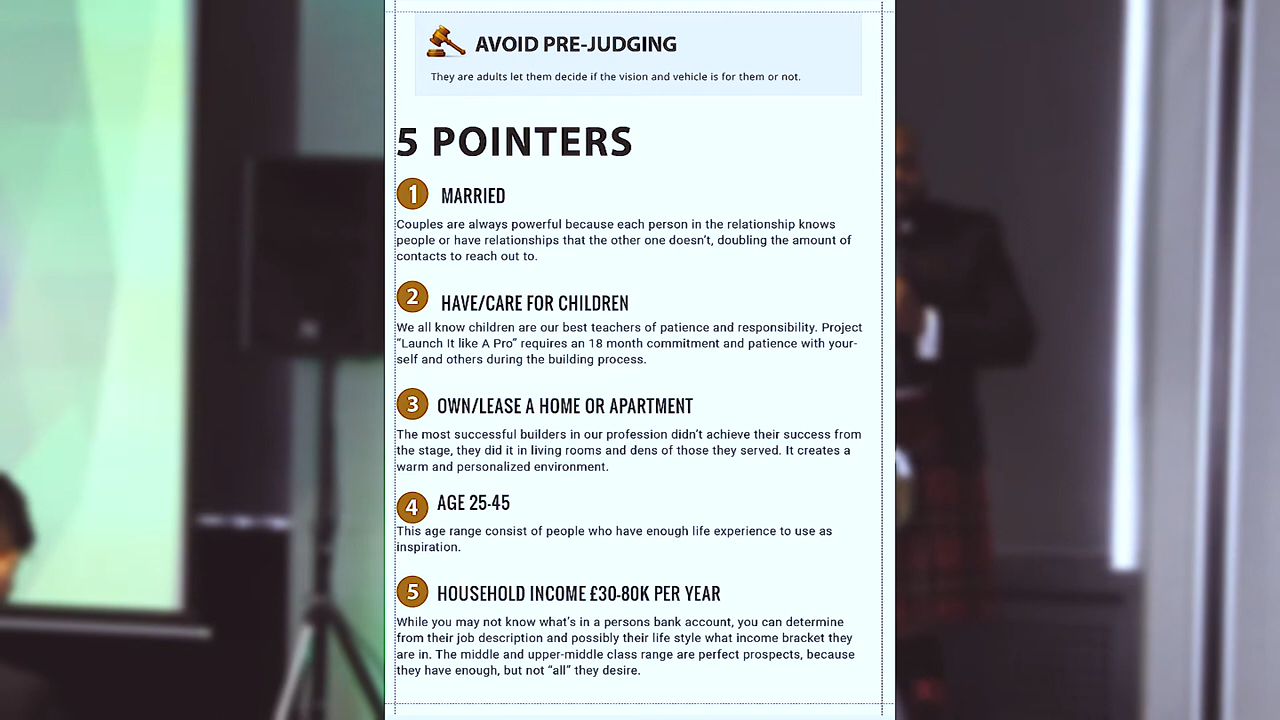 AVOID PRE-JUDGING
They are adults let them decide if the vision and vehicle is for them or not.
5 POINTERS
1 MARRIED
Couples are always powerful because each person in the relationship knows
people or have relationships that the other one doesn't, doubling the amount of
contacts to reach out to.
2 HAVE/CARE FOR CHILDREN
We all know children are our best teachers of patience and responsibility. Project
“Launch It like A Pro” requires an 18 month commitment and patience with your-
self and others during the building process.
3 OWN/LEASE A HOME OR APARTMENT
The most successful builders in our profession didn't achieve their success from
the stage, they did it in living rooms and dens of those they served. It creates a
warm and personalized environment.
4 AGE 25-45
This age range consist of people who have enough life experience to use as
inspiration.
5 HOUSEHOLD INCOME £30-80K PER YEAR
While you may not know what's in a persons bank account, you can determine
from their job description and possibly their life style what income bracket they
are in. The middle and upper-middle class range are perfect prospects, because
they have enough, but not “all” they desire.